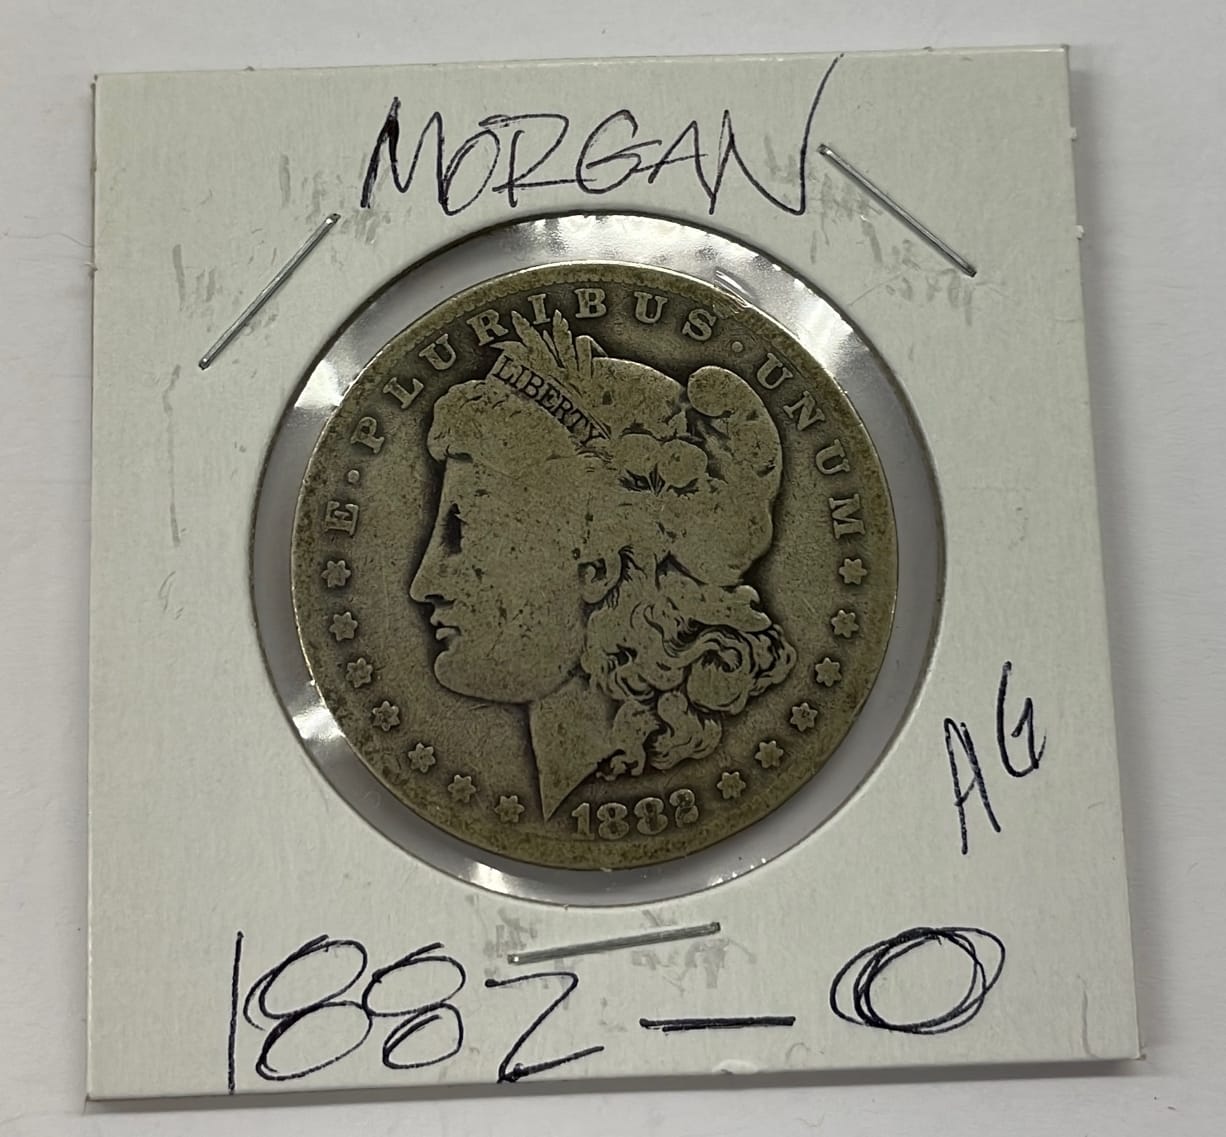 MORGAN
E · PLURIBUS · UNUM
LIBERTY
1882
AG
1882 — O